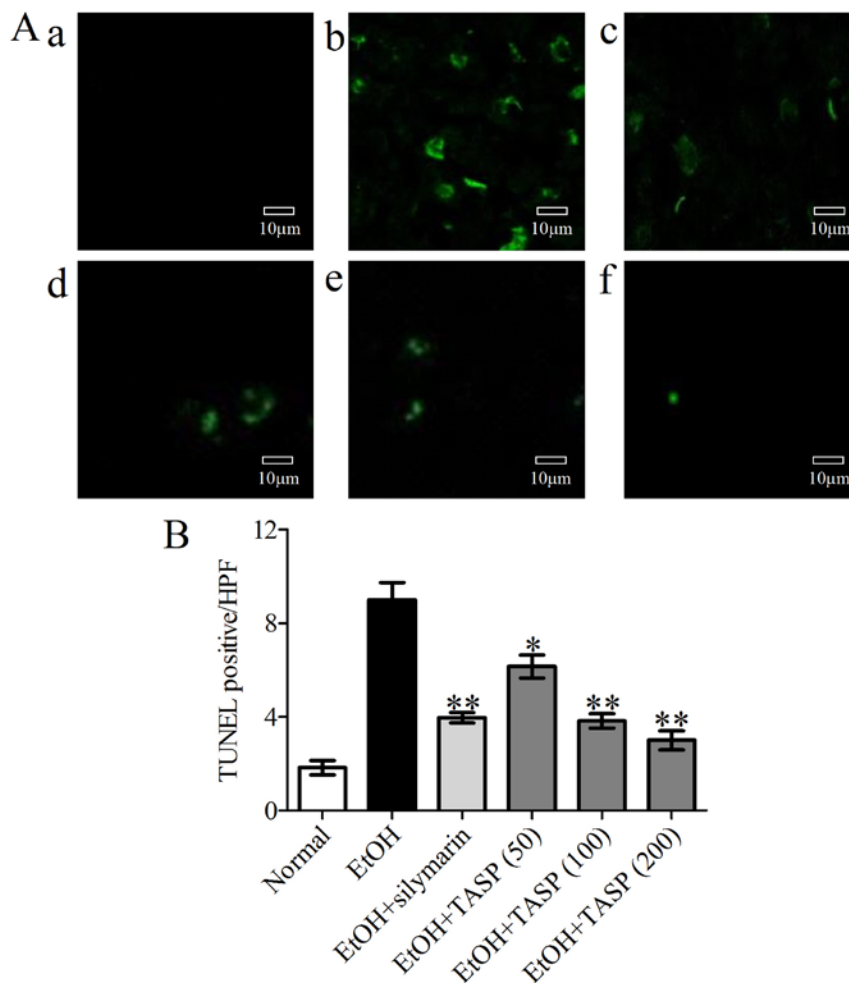 A
a
b
c
10μm
10μm
10μm
d
e
f
10μm
10μm
10μm
B
TUNEL positive/HPF
12
8
4
0
**
*
**
**
Normal
EtOH
EtOH+silymarin
EtOH+TASP (50)
EtOH+TASP (100)
EtOH+TASP (200)